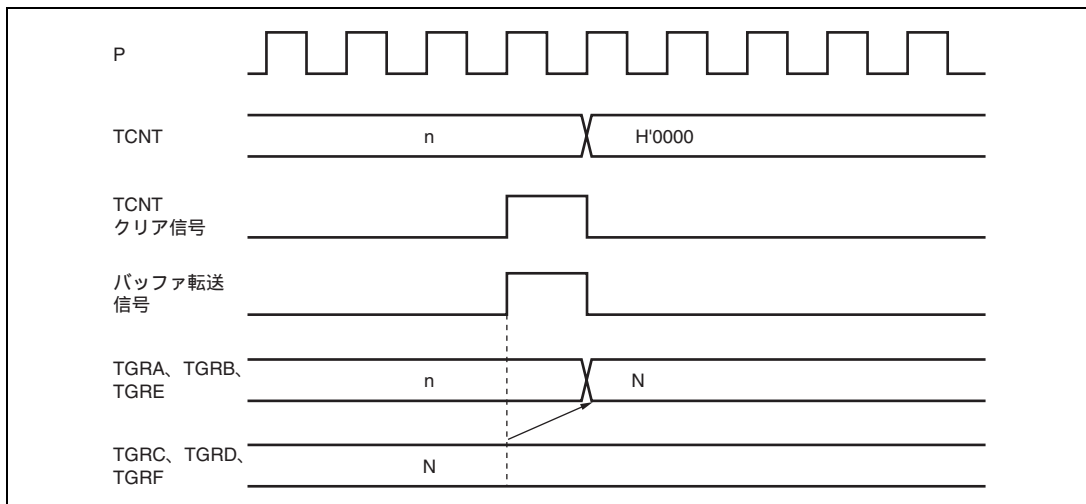 P
TCNT
n
H'0000
TCNT
クリア信号
バッファ転送
信号
TGRA、TGRB、
TGRE
n
N
TGRC、TGRD、
TGRF
N